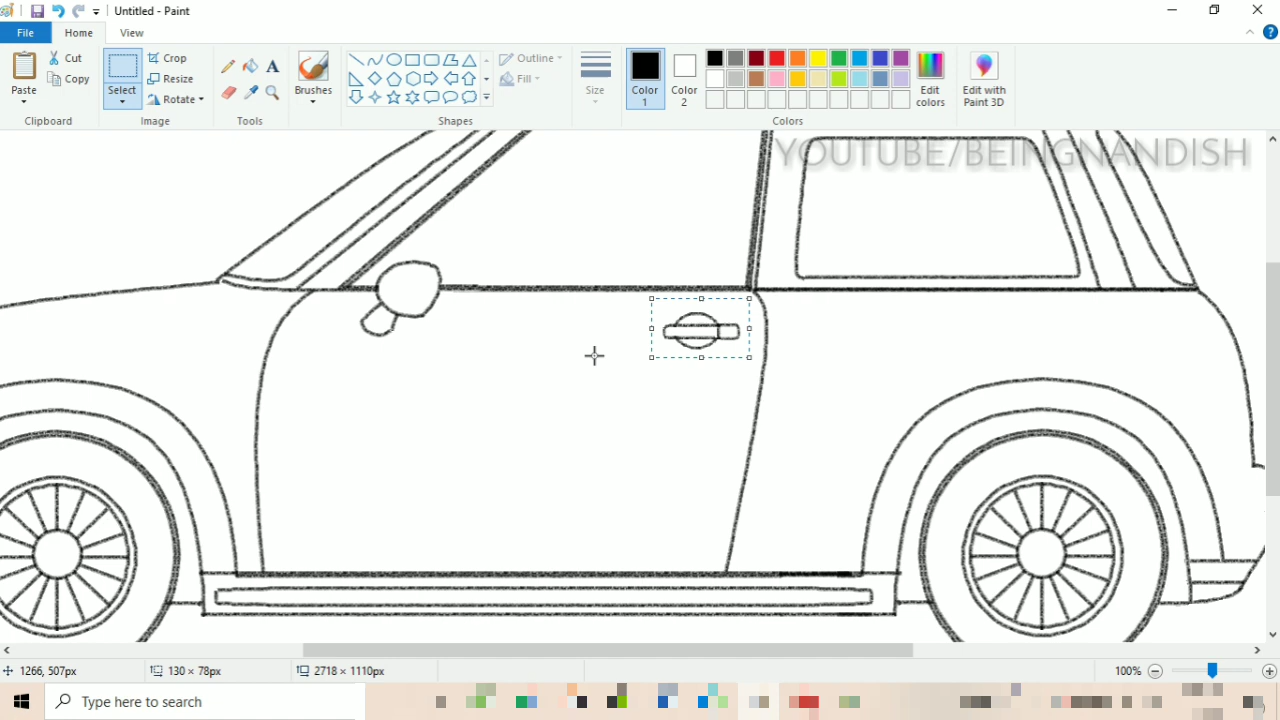 Untitled - Paint
File
Home
View
Paste
Cut
Copy
Clipboard
Select
Crop
Resize
Rotate
Image
A
Tools
Brushes
Shapes
Outline
Fill
Size
Color
1
Color
2
Colors
Edit
colors
Edit with
Paint 3D
YOUTUBE/BEINGNANDISH
1266, 507px
130 × 78px
2718 × 1110px
100%
Type here to search